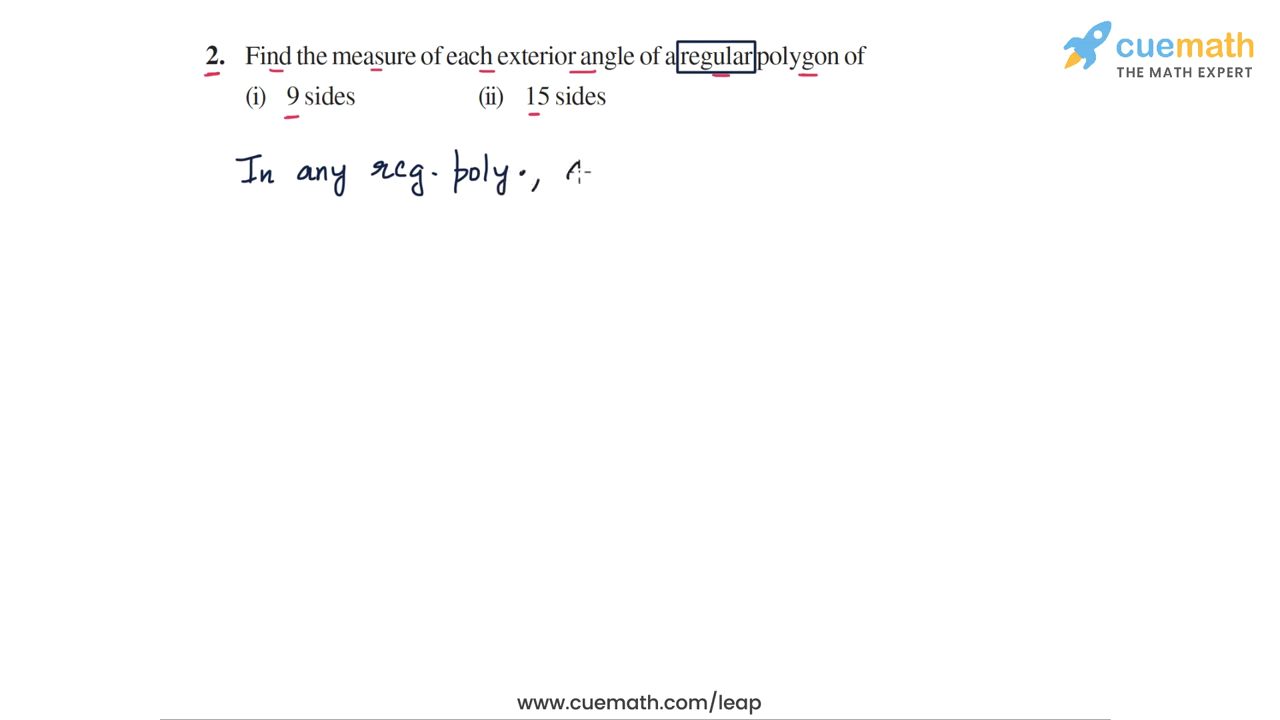 2. Find the measure of each exterior angle of a regular polygon of
(i) 9 sides (ii) 15 sides
In any reg. poly.,
cuemath
THE MATH EXPERT
www.cuemath.com/leap